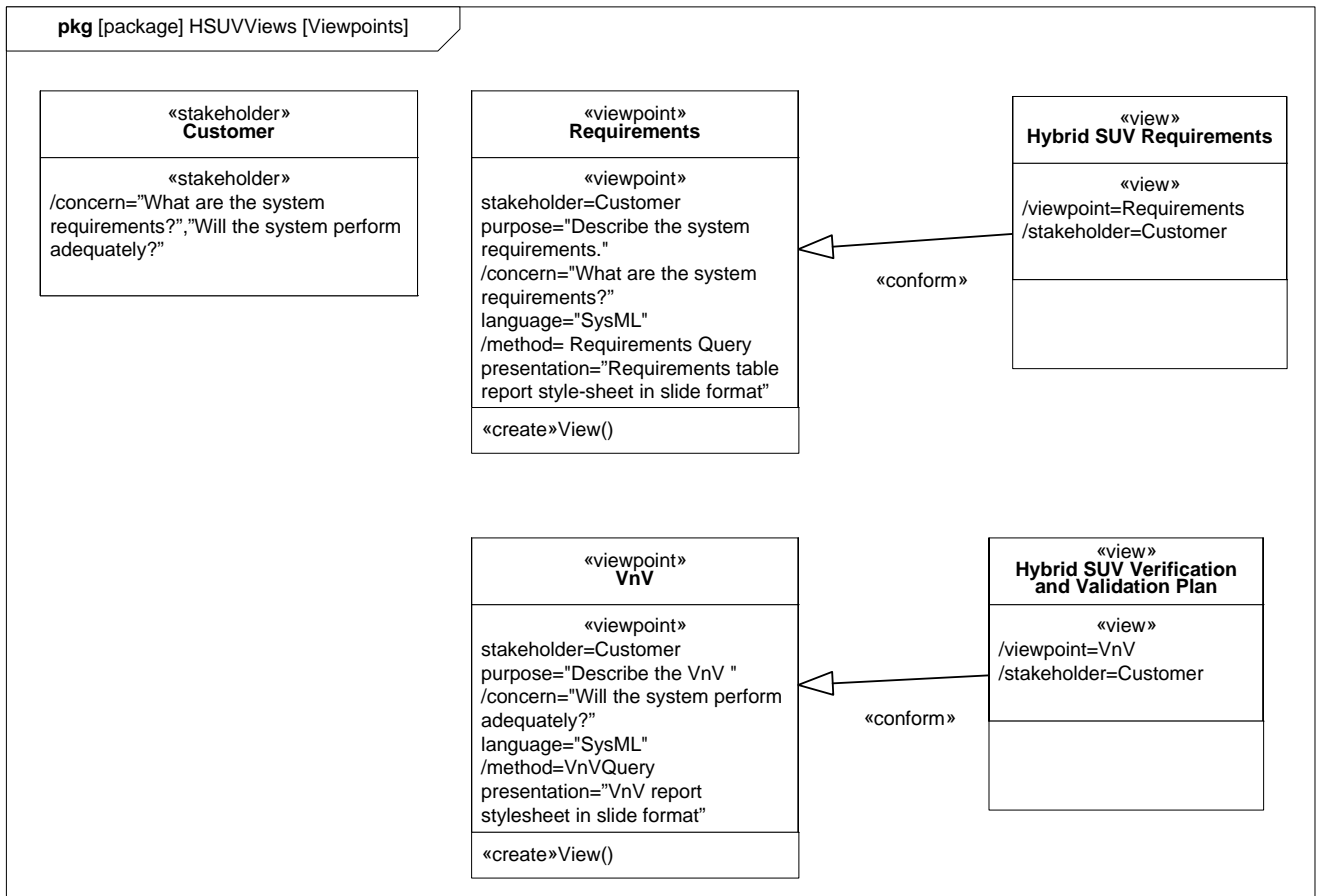 pkg [package] HSUVViews [Viewpoints]
«stakeholder»
Customer
«stakeholder»
/concern=”What are the system
requirements?”,”Will the system perform
adequately?”
«viewpoint»
Requirements
«viewpoint»
stakeholder=Customer
purpose="Describe the system
requirements."
/concern="What are the system
requirements?”
language="SysML"
/method= Requirements Query
presentation=”Requirements table
report style-sheet in slide format”
«create»View()
«conform»
«view»
Hybrid SUV Requirements
«view»
/viewpoint=Requirements
/stakeholder=Customer
«viewpoint»
VnV
«viewpoint»
stakeholder=Customer
purpose="Describe the VnV "
/concern="Will the system perform
adequately?”
language="SysML"
/method=VnVQuery
presentation=”VnV report
stylesheet in slide format”
«create»View()
«conform»
«view»
Hybrid SUV Verification
and Validation Plan
«view»
/viewpoint=VnV
/stakeholder=Customer